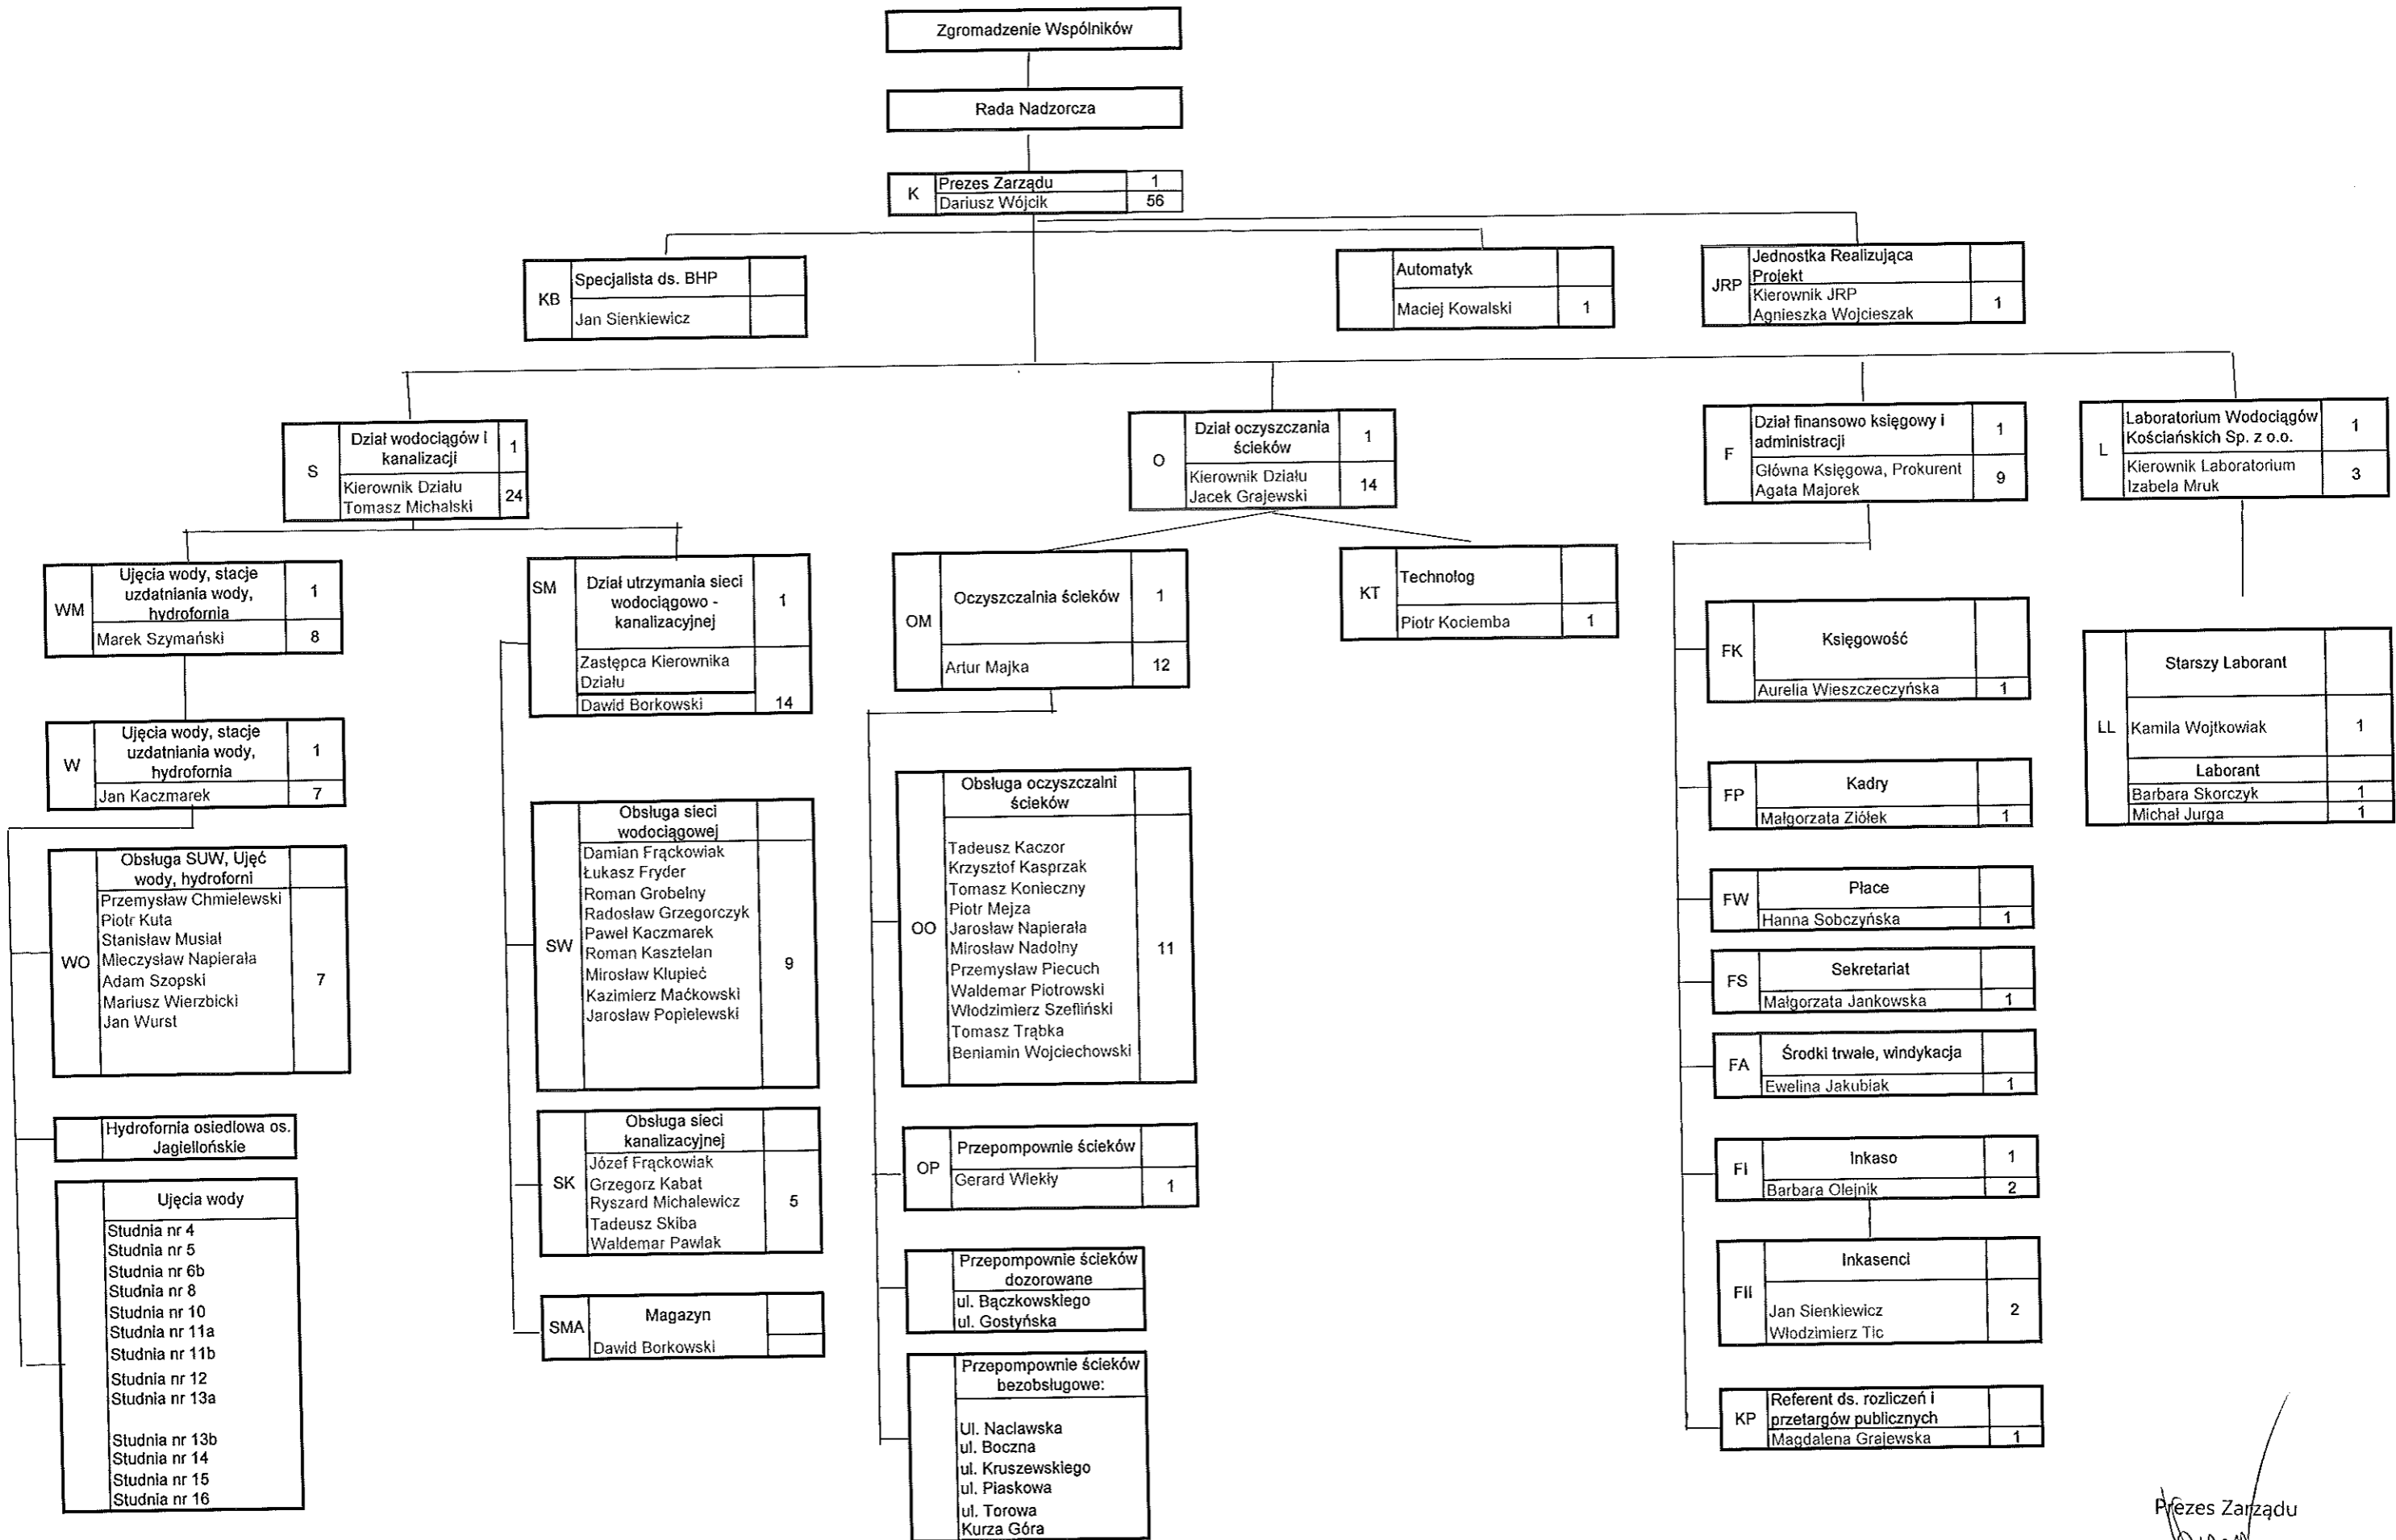 Zgromadzenie Wspólników
Rada Nadzorcza
K
Prezes Zarządu
1
Dariusz Wójcik
56
KB
Specjalista ds. BHP
Jan Sienkiewicz
Automatyk
Maciej Kowalski
1
JRP
Jednostka Realizująca
Projekt
Kierownik JRP
Agnieszka Wojcieszak
1
S
Dział wodociągów i
kanalizacji
1
Kierownik Działu
Tomasz Michalski
24
O
Dział oczyszczania
ścieków
1
Kierownik Działu
Jacek Grajewski
14
F
Dział finansowo księgowy i
administracji
1
Główna Księgowa, Prokurent
Agata Majorek
9
L
Laboratorium Wodociągów
Kościańskich Sp. z o.o.
1
Kierownik Laboratorium
Izabela Mruk
3
WM
Ujęcia wody, stacje
uzdatniania wody,
hydrofornia
1
Marek Szymański
8
W
Ujęcia wody, stacje
uzdatniania wody,
hydrofornia
1
Jan Kaczmarek
7
WO
Obsługa SUW, Ujęć
wody, hydroforni
Przemysław Chmielewski
Piotr Kuta
Stanisław Musiał
Mieczysław Napierała
Adam Szopski
Mariusz Wierzbicki
Jan Wurst
7
Hydrofornia osiedlowa os.
Jagiellońskie
Ujęcia wody
Studnia nr 4
Studnia nr 5
Studnia nr 6b
Studnia nr 8
Studnia nr 10
Studnia nr 11a
Studnia nr 11b
Studnia nr 12
Studnia nr 13a
Studnia nr 13b
Studnia nr 14
Studnia nr 15
Studnia nr 16
SM
Dział utrzymania sieci
wodociągowo -
kanalizacyjnej
1
Zastępca Kierownika
Działu
Dawid Borkowski
14
SW
Obsługa sieci
wodociągowej
Damian Frąckowiak
Łukasz Fryder
Roman Grobelny
Radosław Grzegorczyk
Paweł Kaczmarek
Roman Kasztelan
Mirosław Klupieć
Kazimierz Maćkowski
Jarosław Popielewski
9
SK
Obsługa sieci
kanalizacyjnej
Józef Frąckowiak
Grzegorz Kabat
Ryszard Michalewicz
Tadeusz Skiba
Waldemar Pawlak
5
SMA
Magazyn
Dawid Borkowski
OM
Oczyszczalnia ścieków
1
Artur Majka
12
KT
Technolog
Piotr Kociemba
1
OO
Obsługa oczyszczalni
ścieków
Tadeusz Kaczor
Krzysztof Kasprzak
Tomasz Konieczny
Piotr Mejza
Jarosław Napierała
Mirosław Nadolny
Przemysław Piecuch
Waldemar Piotrowski
Włodzimierz Szefliński
Tomasz Trąbka
Beniamin Wojciechowski
11
OP
Przepompownie ścieków
Gerard Wlekły
1
Przepompownie ścieków
dozorowane
ul. Bączkowskiego
ul. Gostyńska
Przepompownie ścieków
bezobsługowe:
Ul. Nacławska
ul. Boczna
ul. Kruszewskiego
ul. Piaskowa
ul. Torowa
Kurza Góra
FK
Księgowość
Aurelia Wieszczeczyńska
1
FP
Kadry
Małgorzata Ziółek
1
FW
Płace
Hanna Sobczyńska
1
FS
Sekretariat
Małgorzata Jankowska
1
FA
Środki trwałe, windykacja
Ewelina Jakubiak
1
FI
Inkaso
1
Barbara Olejnik
2
FII
Inkasenci
Jan Sienkiewicz
Włodzimierz Tic
2
KP
Referent ds. rozliczeń i
przetargów publicznych
Magdalena Grajewska
1
LL
Starszy Laborant
Kamila Wojtkowiak
1
Laborant
Barbara Skorczyk
1
Michał Jurga
1
Prezes Zarządu